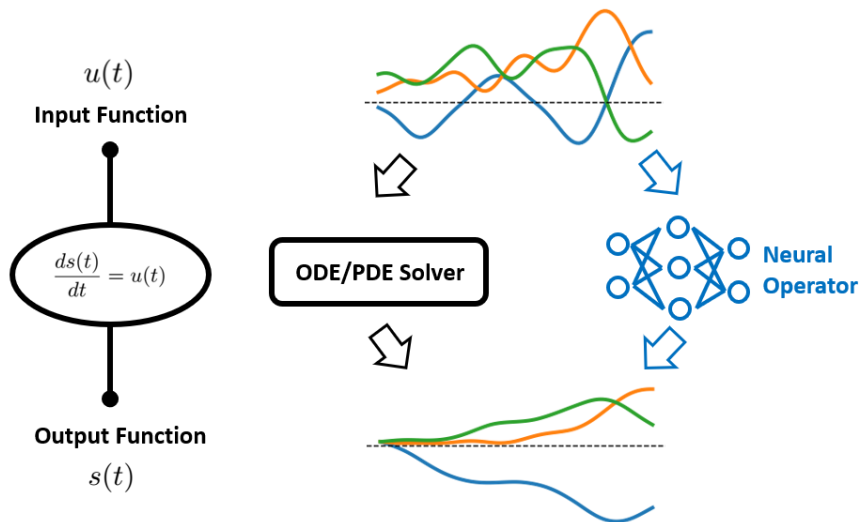 u(t)
Input Function
ds(t)/dt = u(t)
ODE/PDE Solver
Neural
Operator
Output Function
s(t)